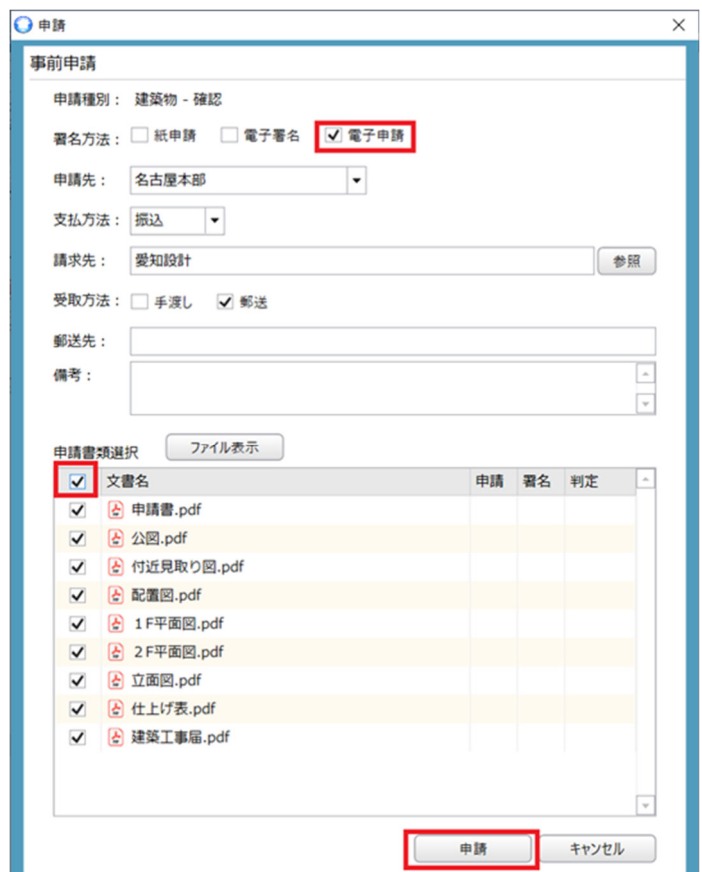 申請
事前申請
申請種別： 建築物 - 確認
署名方法： 紙申請 電子署名 電子申請
申請先： 名古屋本部
支払方法： 振込
請求先： 愛知設計 参照
受取方法： 手渡し 郵送
郵送先：
備考：
申請書類選択 ファイル表示
文書名 申請 署名 判定
申請書.pdf
公図.pdf
付近見取り図.pdf
配置図.pdf
１F平面図.pdf
２F平面図.pdf
立面図.pdf
仕上げ表.pdf
建築工事届.pdf
申請 キャンセル